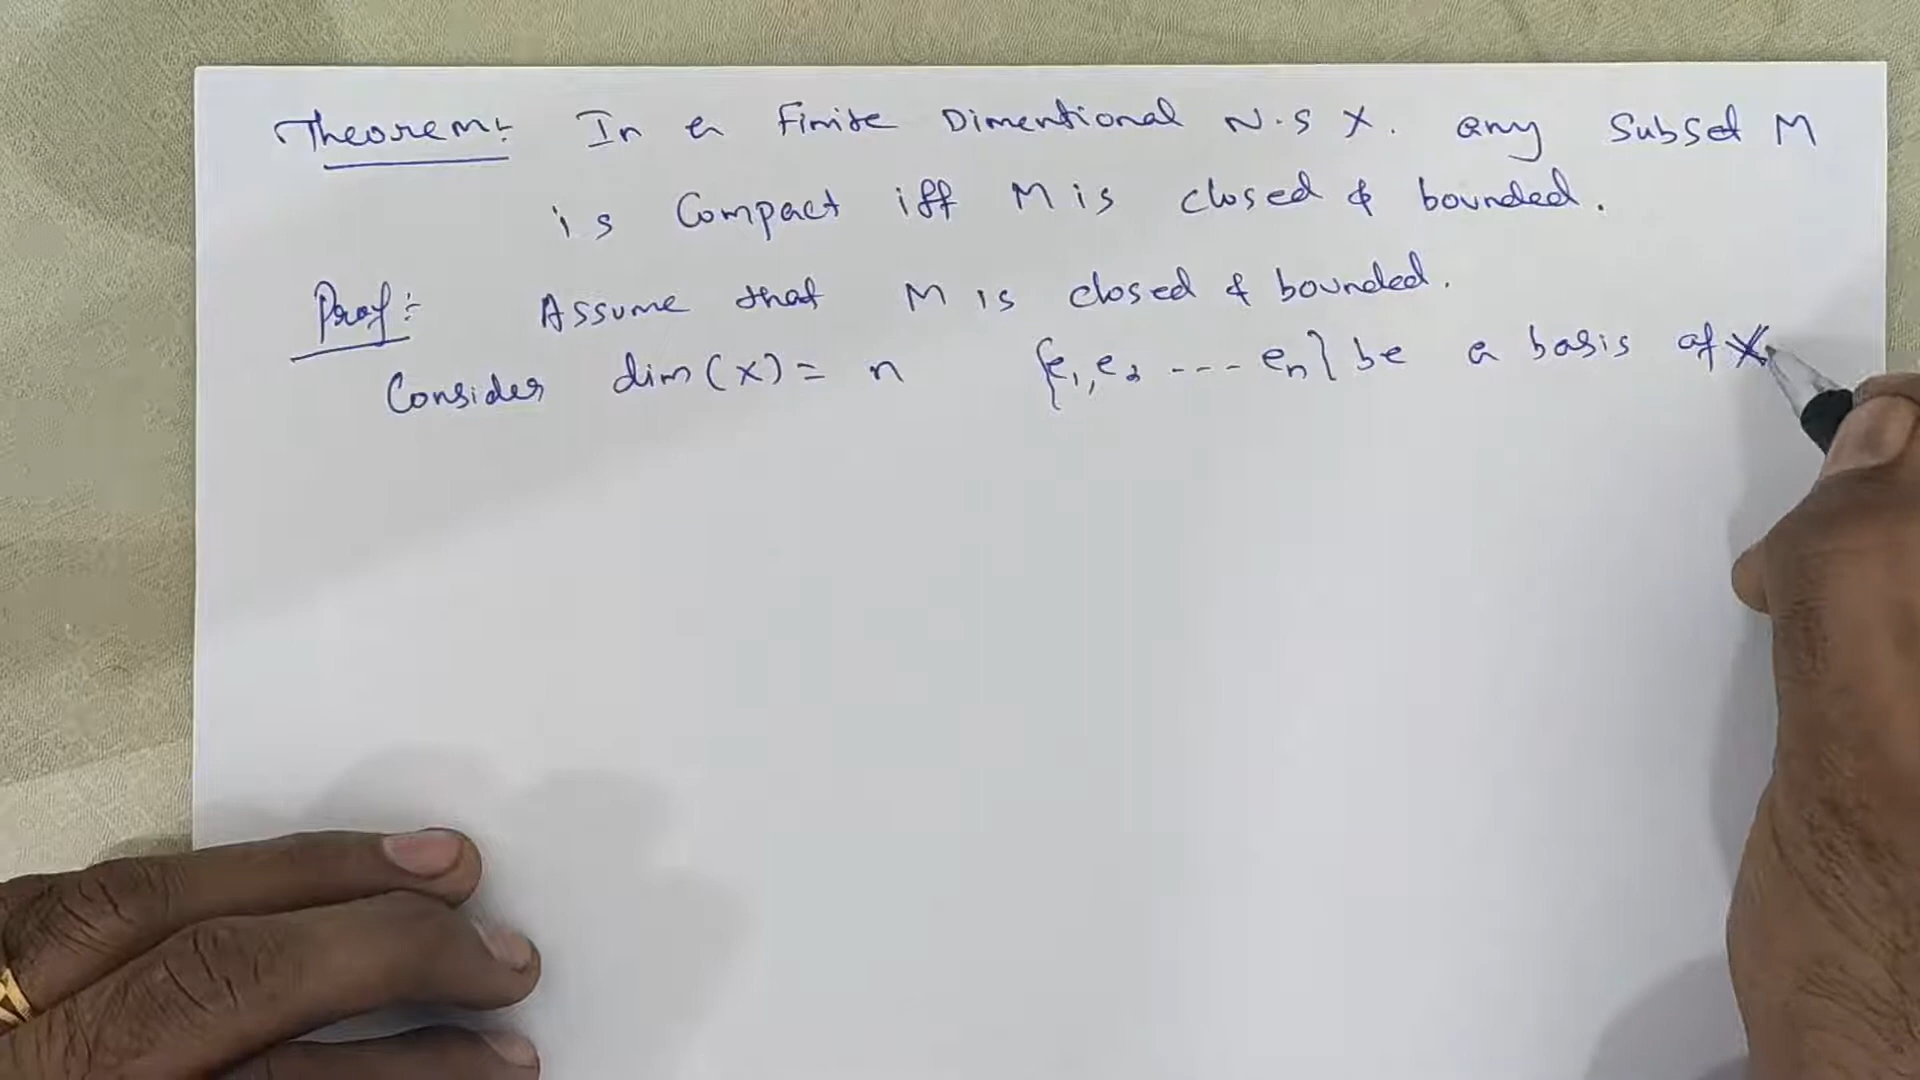 Theorem:- In a Finite Dimentional N.S X. any Subset M
is Compact iff M is closed & bounded.
Prof:- Assume that M is closed & bounded.
Consider dim(X) = n {e₁, e₂ --- eₙ} be a basis of X